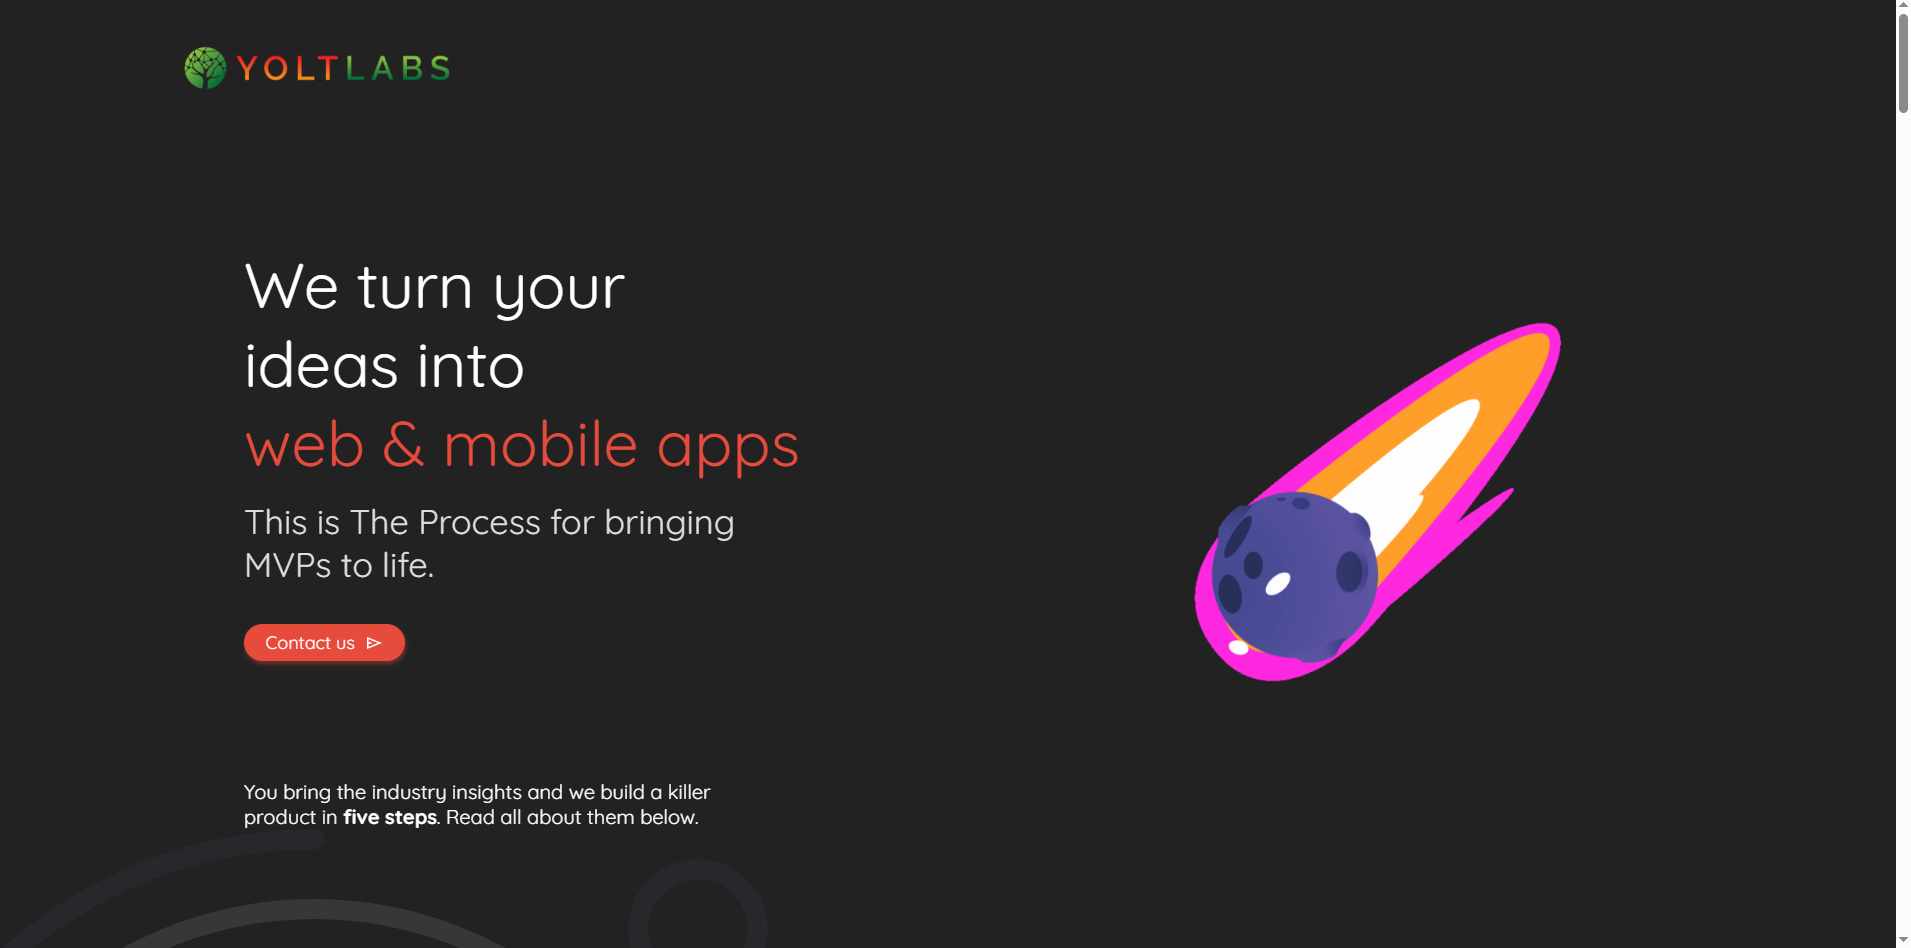 YOLTLABS
We turn your
ideas into
web & mobile apps
This is The Process for bringing
MVPs to life.
Contact us
You bring the industry insights and we build a killer
product in five steps. Read all about them below.